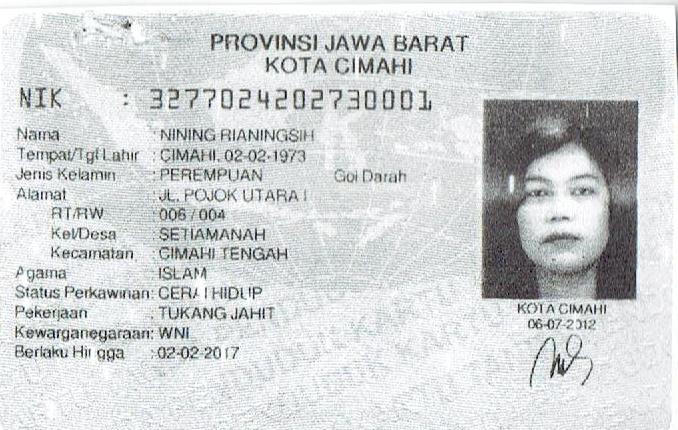 PROVINSI JAWA BARAT
KOTA CIMAHI
NIK : 3277024202730001
Nama : NINING RIANINGSIH
Tempat/Tgl Lahir : CIMAHI, 02-02-1973
Jenis Kelamin : PEREMPUAN Gol Darah :
Alamat : JL. POJOK UTARA I
RT/RW : 006 / 004
Kel/Desa : SETIAMANAH
Kecamatan : CIMAHI TENGAH
Agama : ISLAM
Status Perkawinan: CERAI HIDUP
Pekerjaan : TUKANG JAHIT
Kewarganegaraan: WNI
Berlaku Hingga : 02-02-2017
KOTA CIMAHI
06-07-2012